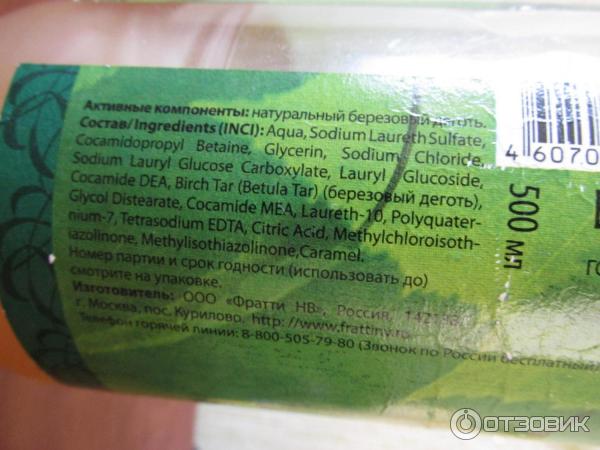 Активные компоненты: натуральный березовый деготь.
Состав/ Ingredients (INCI): Aqua, Sodium Laureth Sulfate,
Cocamidopropyl Betaine, Glycerin, Sodium Chloride,
Sodium Lauryl Glucose Carboxylate, Lauryl Glucoside,
Cocamide DEA, Birch Tar (Betula Tar) (березовый деготь),
Glycol Distearate, Cocamide MEA, Laureth-10, Polyquater-
nium-7, Tetrasodium EDTA, Citric Acid, Methylchloroisoth-
iazolinone, Methylisothiazolinone,Caramel.
Номер партии и срок годности (использовать до)
смотрите на упаковке.
Изготовитель: ООО «Фратти НВ», Россия,
г. Москва, пос. Курилово, http://www.frattinv.ru
Телефон горячей линии: 8-800-505-79-80 (Звонок по России бесплатный)
4 6070
500 мл
ОТЗОВИК